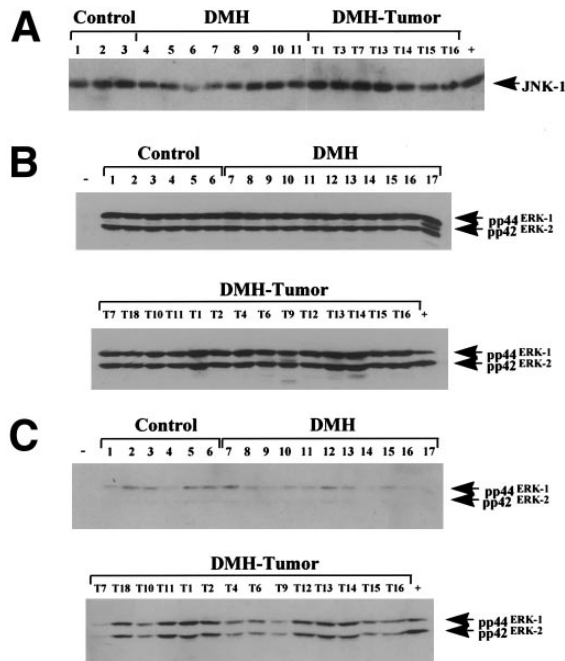 A
Control DMH DMH-Tumor
1 2 3 4 5 6 7 8 9 10 11 T1 T3 T7 T13 T14 T15 T16 +
JNK-1
B
Control DMH
- 1 2 3 4 5 6 7 8 9 10 11 12 13 14 15 16 17
pp44 ERK-1
pp42 ERK-2
DMH-Tumor
T7 T18 T10 T11 T1 T2 T4 T6 T9 T12 T13 T14 T15 T16 +
pp44 ERK-1
pp42 ERK-2
C
Control DMH
- 1 2 3 4 5 6 7 8 9 10 11 12 13 14 15 16 17
pp44 ERK-1
pp42 ERK-2
DMH-Tumor
T7 T18 T10 T11 T1 T2 T4 T6 T9 T12 T13 T14 T15 T16 +
pp44 ERK-1
pp42 ERK-2